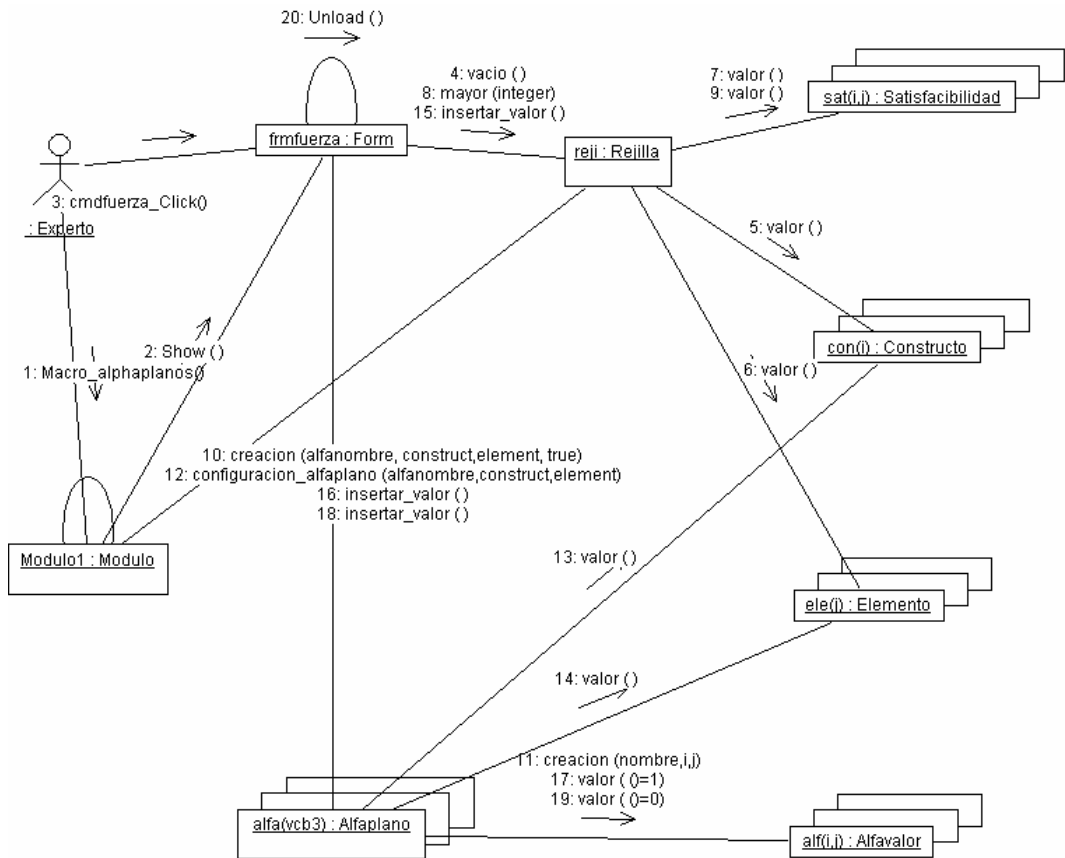 20: Unload ( )
4: vacio ( )
8: mayor (integer)
15: insertar_valor ( )
7: valor ( )
9: valor ( )
sat(i,j) : Satisfacibilidad
frmfuerza : Form
reji : Rejilla
3: cmdfuerza_Click()
: Experto
5: valor ( )
con(i) : Constructo
2: Show ( )
1: Macro_alphaplanos()
6: valor ( )
10: creacion (alfanombre, construct,element, true)
12: configuracion_alfaplano (alfanombre,construct,element)
16: insertar_valor ( )
18: insertar_valor ( )
Modulo1 : Modulo
13: valor ( )
ele(j) : Elemento
14: valor ( )
11: creacion (nombre,i,j)
17: valor ( ()=1)
19: valor ( ()=0)
alfa(vcb3) : Alfaplano
alf(i,j) : Alfavalor